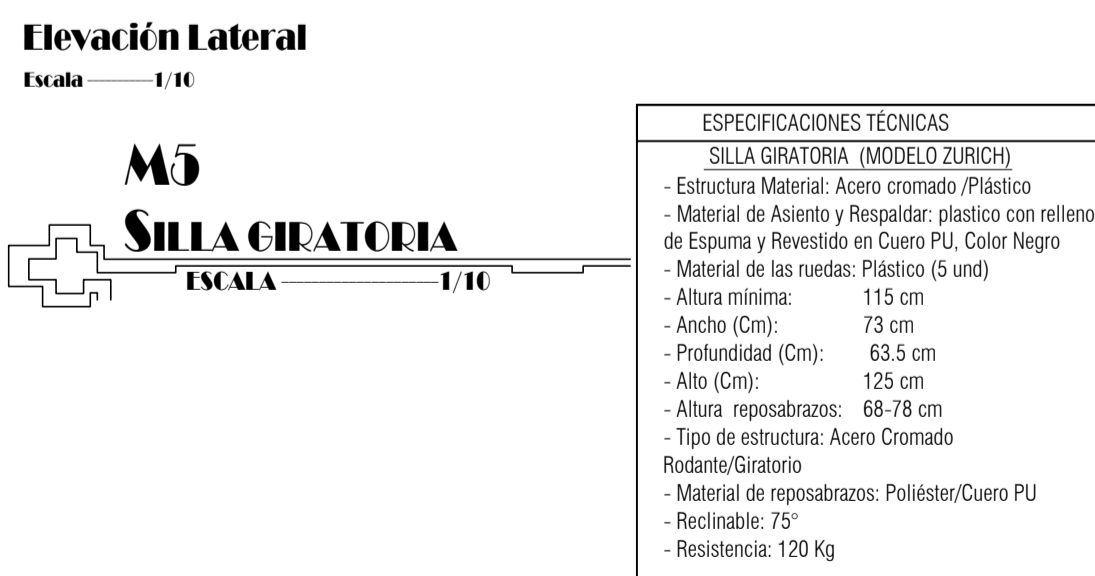 Elevación Lateral
Escala 1/10
M5
SILLA GIRATORIA
ESCALA 1/10
ESPECIFICACIONES TÉCNICAS
SILLA GIRATORIA (MODELO ZURICH)
- Estructura Material: Acero cromado /Plástico
- Material de Asiento y Respaldar: plastico con relleno
de Espuma y Revestido en Cuero PU, Color Negro
- Material de las ruedas: Plástico (5 und)
- Altura mínima: 115 cm
- Ancho (Cm): 73 cm
- Profundidad (Cm): 63.5 cm
- Alto (Cm): 125 cm
- Altura reposabrazos: 68-78 cm
- Tipo de estructura: Acero Cromado
Rodante/Giratorio
- Material de reposabrazos: Poliéster/Cuero PU
- Reclinable: 75°
- Resistencia: 120 Kg